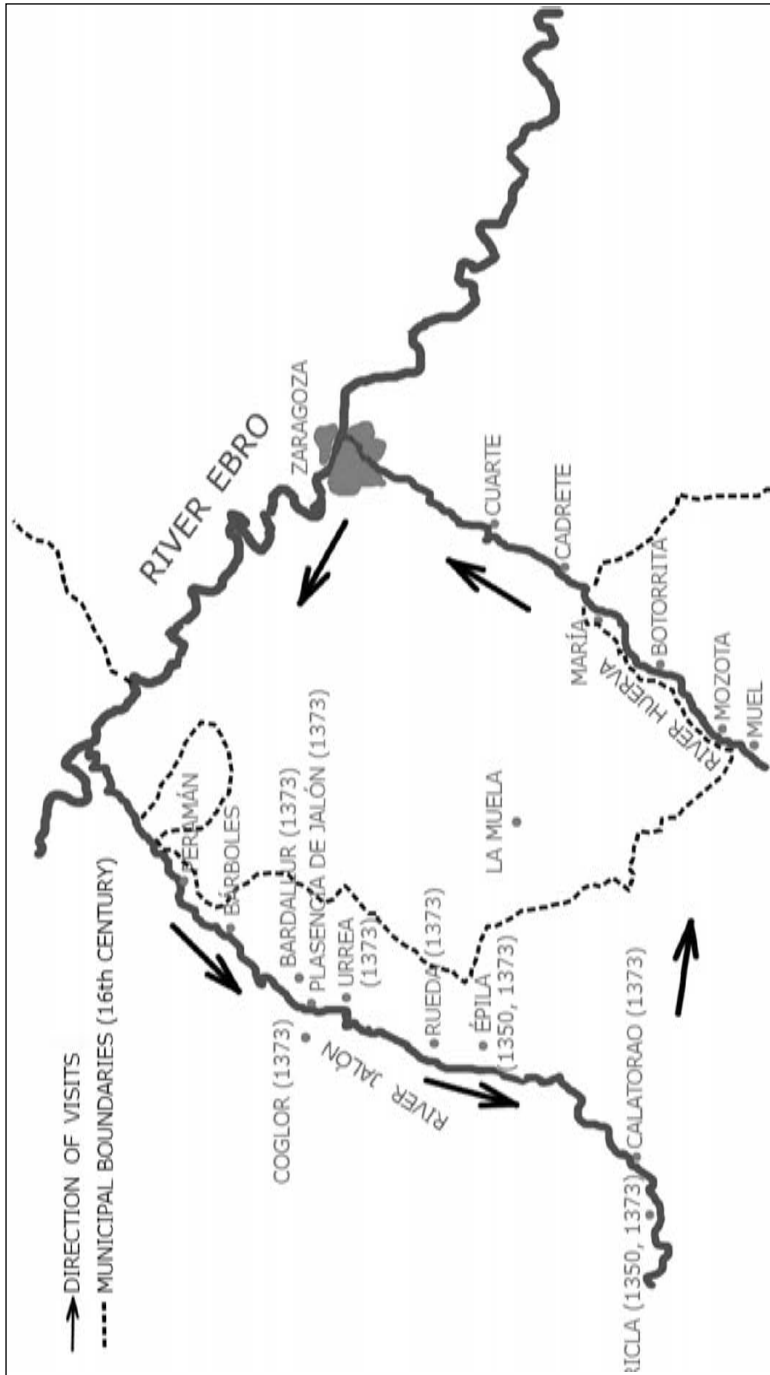 DIRECTION OF VISITS
MUNICIPAL BOUNDARIES (16th CENTURY)
RIVER EBRO
ZARAGOZA
PERAMÁN
BÁRBOLES
BARDALLUR (1373)
PLASENCIA DE JALÓN (1373)
URREA
(1373)
COGLOR (1373)
RIVER JALÓN
RUEDA (1373)
ÉPILA
(1350, 1373)
LA MUELA
CUARTE
CADRETE
MARÍA
BOTORRITA
RIVER HUERVA
MOZOTA
MUEL
CALATORAO (1373)
RICLA (1350, 1373)